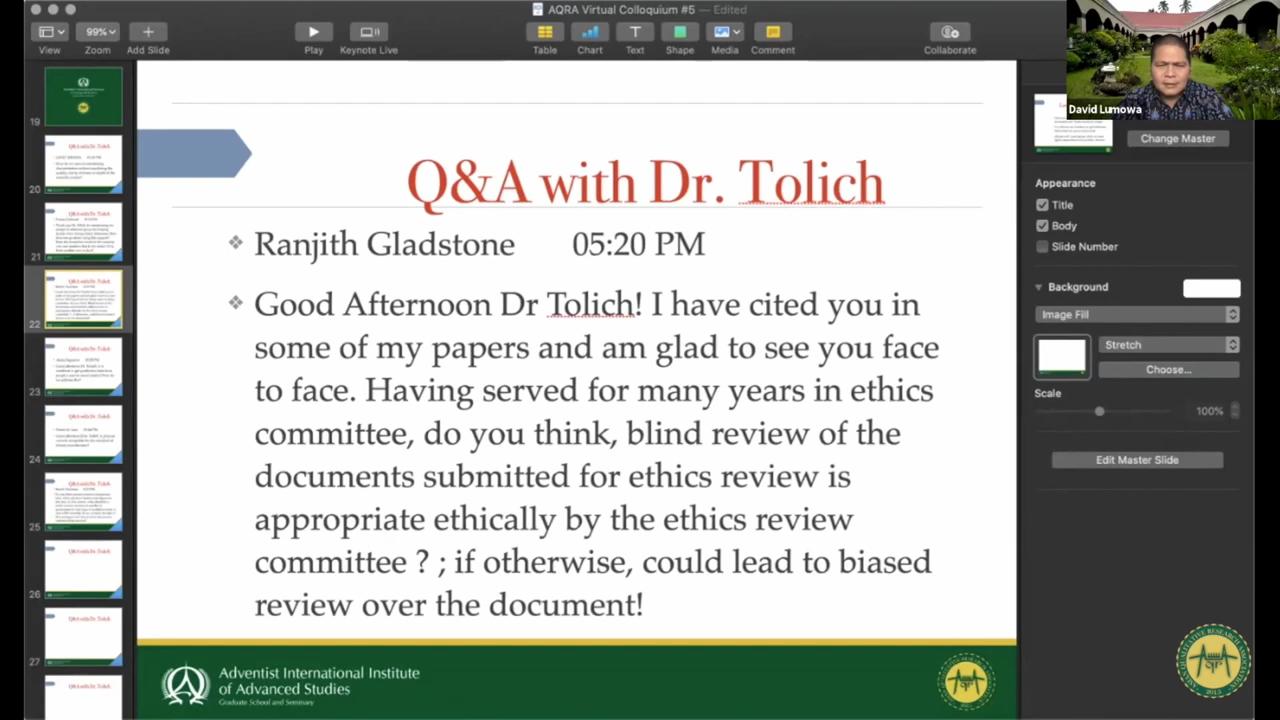 AQRA Virtual Colloquium #5 — Edited
99%
View
Zoom
Add Slide
Play
Keynote Live
Table
Chart
Text
Shape
Media
Comment
Collaborate
David Lumowa
19
20
21
22
23
24
25
26
27
Q&A with Dr. Tolich
Ranjith Gladstone 05:20 PM
Good Afternoon Dr Tolich! I have cited you in
some of my papers and am glad to see you face
to face. Having served for many years in ethics
committee, do you think, blind review of the
documents submitted for ethics review is
appropriate ethically by the ethics review
committee ? ; if otherwise, could lead to biased
review over the document!
Adventist International Institute
of Advanced Studies
Graduate School and Seminary
Change Master
Appearance
Title
Body
Slide Number
Background
Image Fill
Stretch
Choose...
Scale
100%
Edit Master Slide